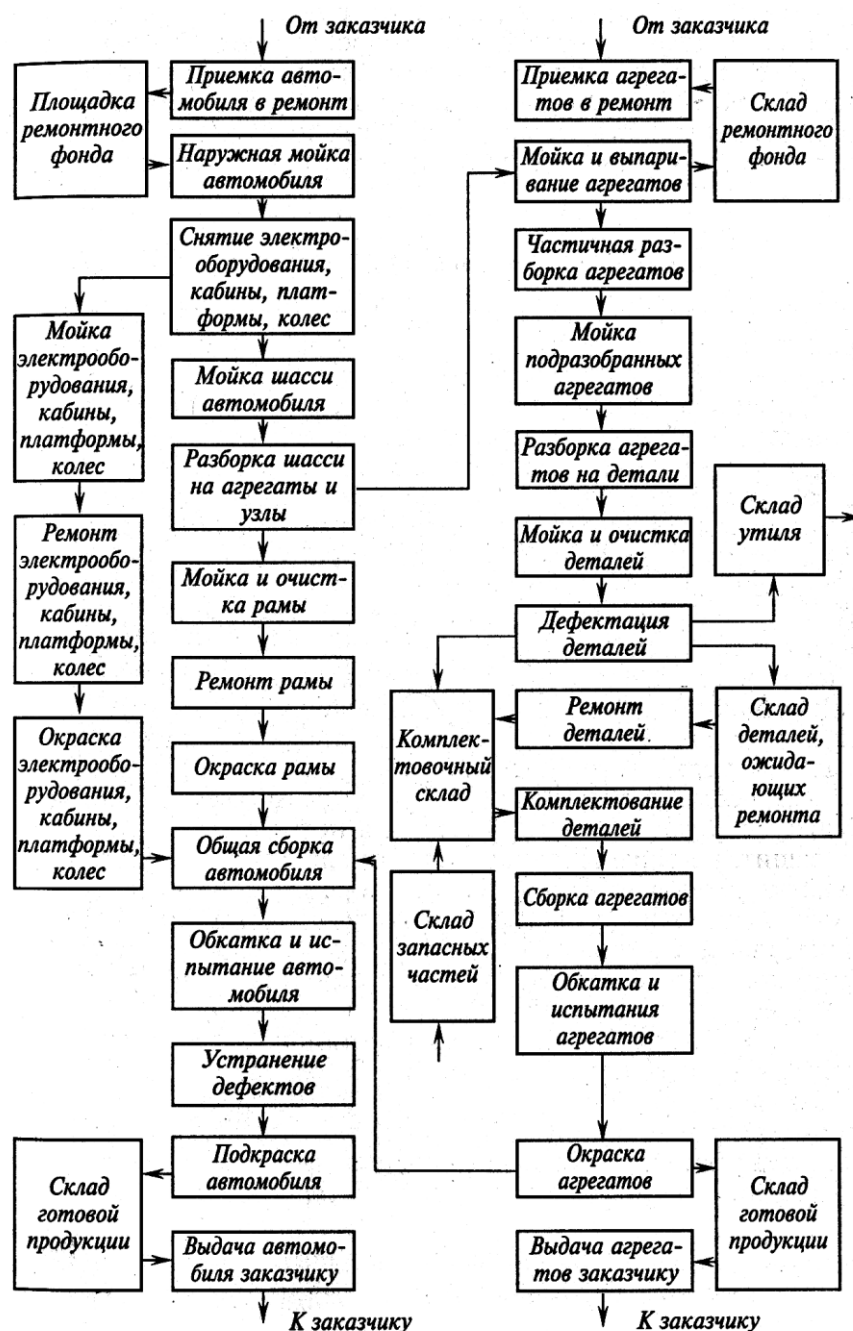 От заказчика
От заказчика
Приемка авто-
мобиля в ремонт
Площадка
ремонтного
фонда
Наружная мойка
автомобиля
Снятие электро-
оборудования,
кабины, плат-
формы, колес
Мойка
электрообо-
рудования,
кабины,
платформы,
колес
Мойка шасси
автомобиля
Разборка шасси
на агрегаты и
узлы
Ремонт
электрообо-
рудования,
кабины,
платформы,
колес
Мойка и очист-
ка рамы
Ремонт рамы
Окраска
электрообо-
рудования,
кабины,
платформы,
колес
Окраска рамы
Общая сборка
автомобиля
Обкатка и ис-
пытание авто-
мобиля
Устранение
дефектов
Подкраска
автомобиля
Склад
готовой
продукции
Выдача автомо-
биля заказчику
К заказчику
Приемка агрега-
тов в ремонт
Склад
ремонтного
фонда
Мойка и выпари-
вание агрегатов
Частичная раз-
борка агрегатов
Мойка
подразобранных
агрегатов
Разборка агрега-
тов на детали
Мойка и очистка
деталей
Склад
утиля
Дефектация
деталей
Комплек-
товочный
склад
Ремонт
деталей
Склад
деталей,
ожида-
ющих
ремонта
Комплектование
деталей
Склад
запасных
частей
Сборка агрегатов
Обкатка и
испытания
агрегатов
Окраска
агрегатов
Склад
готовой
продукции
Выдача агрега-
тов заказчику
К заказчику